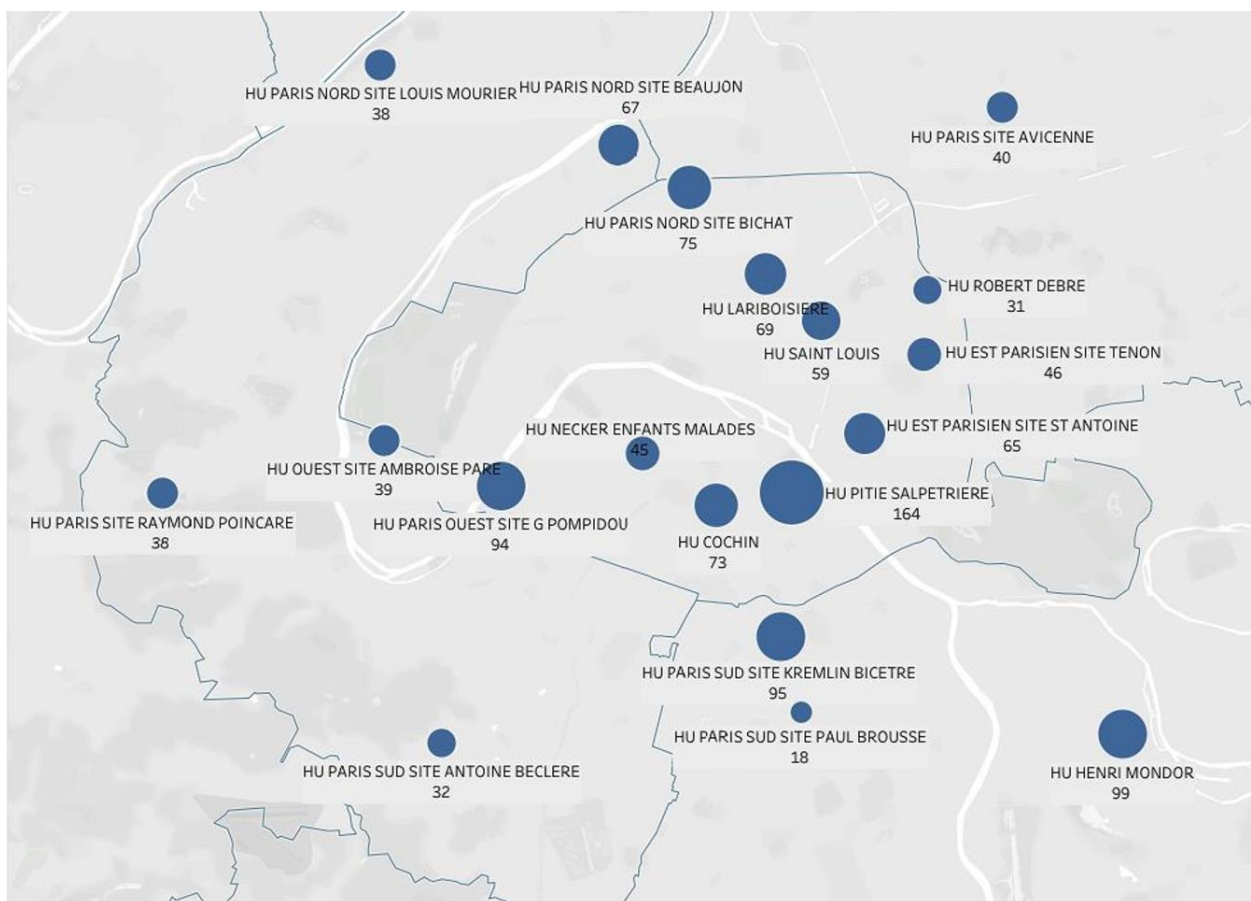 HU PARIS NORD SITE LOUIS MOURIER
38
HU PARIS NORD SITE BEAUJON
67
HU PARIS SITE AVICENNE
40
HU PARIS NORD SITE BICHAT
75
HU LARIBOISIERE
69
HU ROBERT DEBRE
31
HU SAINT LOUIS
59
HU EST PARISIEN SITE TENON
46
HU NECKER ENFANTS MALADES
45
HU EST PARISIEN SITE ST ANTOINE
65
HU OUEST SITE AMBROISE PARE
39
HU PARIS SITE RAYMOND POINCARE
38
HU PARIS OUEST SITE G POMPIDOU
94
HU PITIE SALPETRIERE
164
HU COCHIN
73
HU PARIS SUD SITE KREMLIN BICETRE
95
HU PARIS SUD SITE PAUL BROUSSE
18
HU PARIS SUD SITE ANTOINE BECLERE
32
HU HENRI MONDOR
99